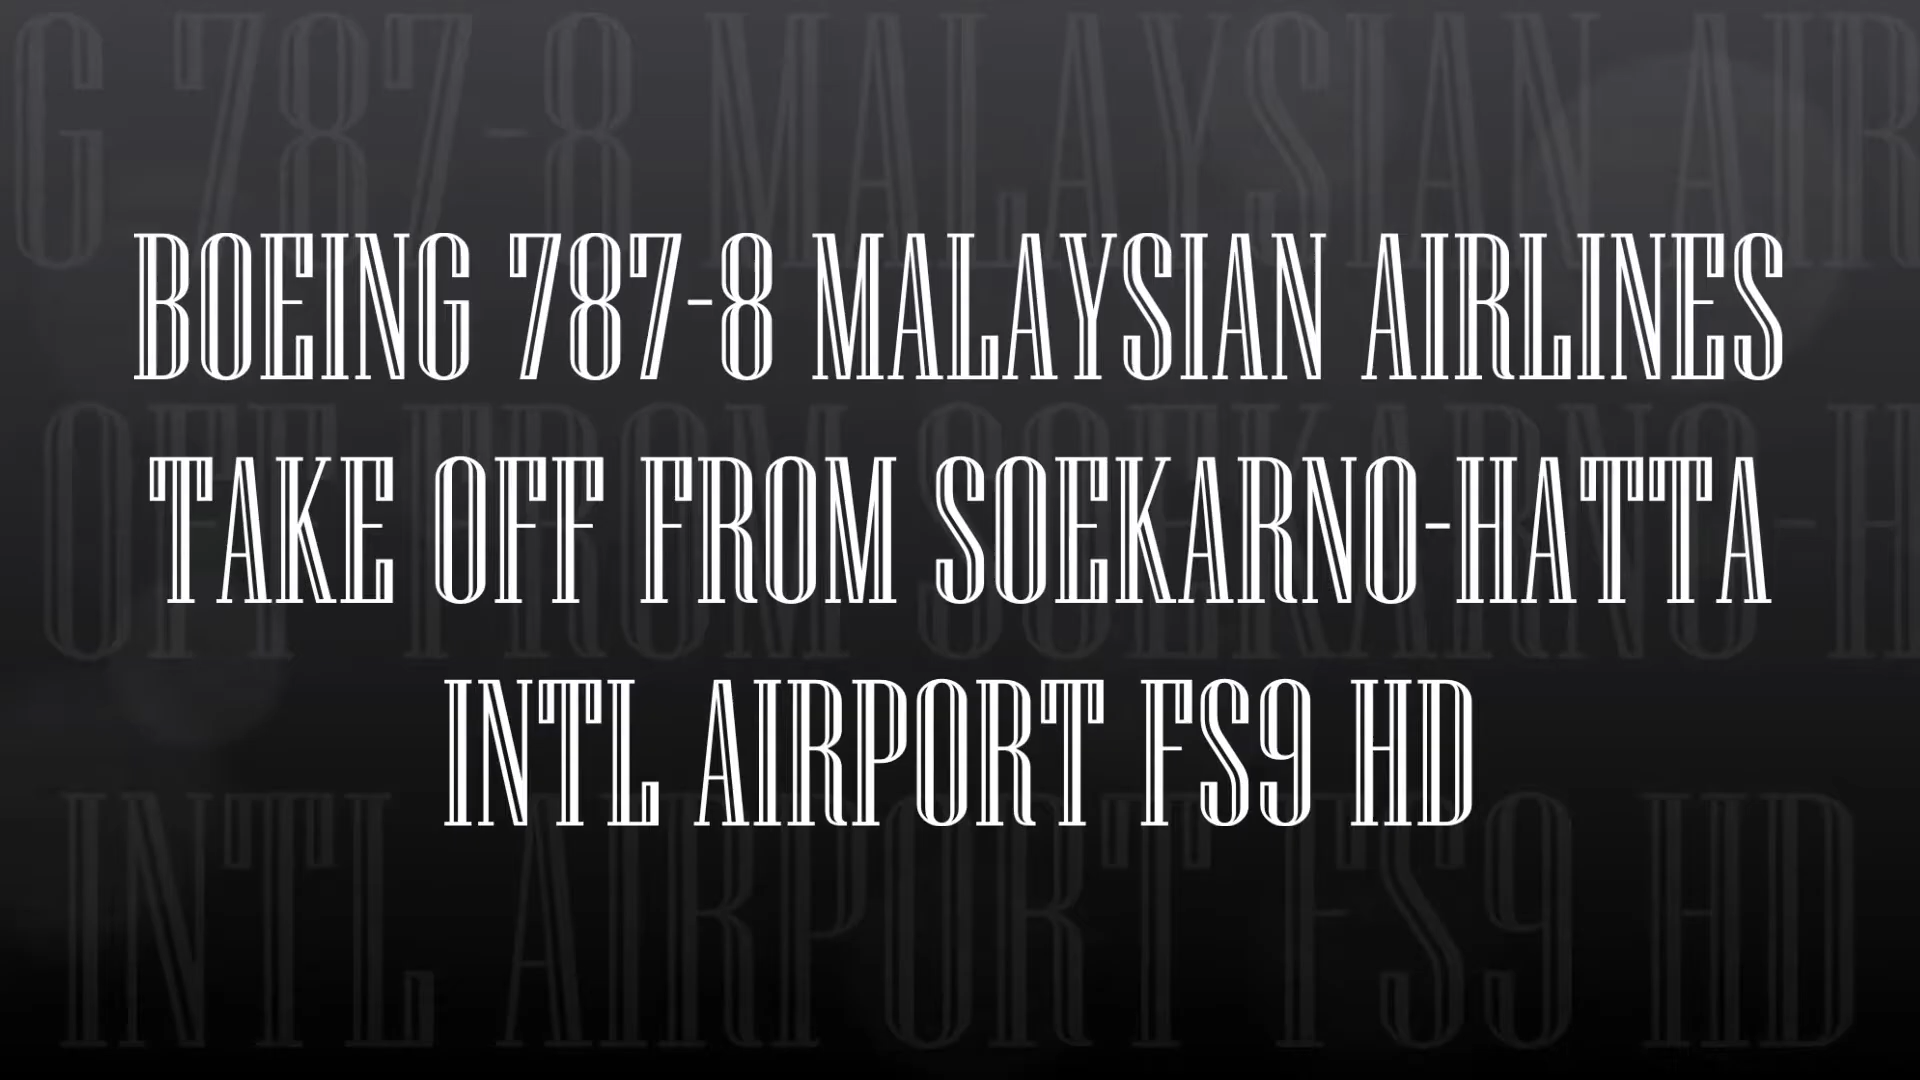 BOEING 787-8 MALAYSIAN AIRLINES
TAKE OFF FROM SOEKARNO-HATTA
INTL AIRPORT FS9 HD